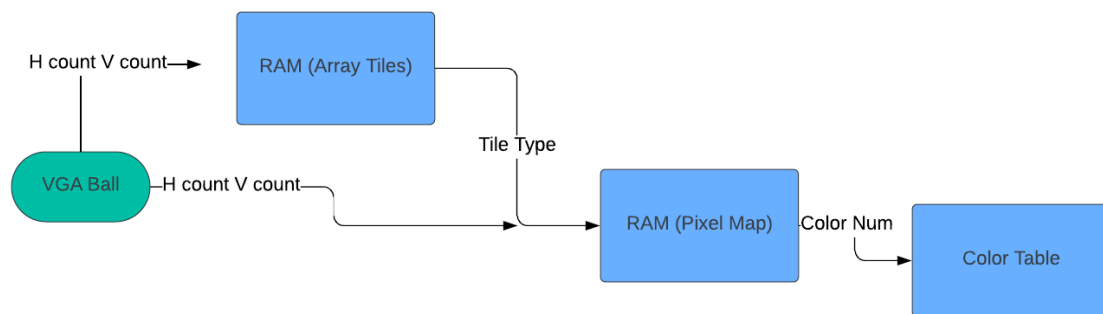 H count V count
RAM (Array Tiles)
Tile Type
VGA Ball
H count V count
RAM (Pixel Map)
Color Num
Color Table